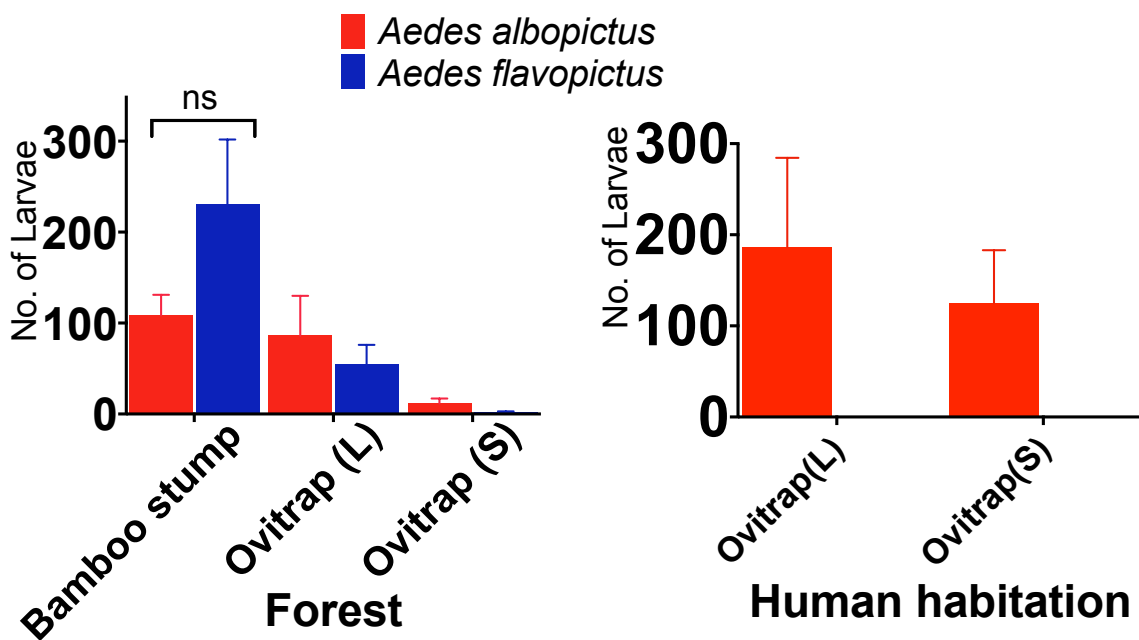 Aedes albopictus
Aedes flavopictus
ns
No. of Larvae
300
200
100
0
Bamboo stump
Ovitrap (L)
Ovitrap (S)
Forest
No. of Larvae
300
200
100
0
Ovitrap(L)
Ovitrap(S)
Human habitation